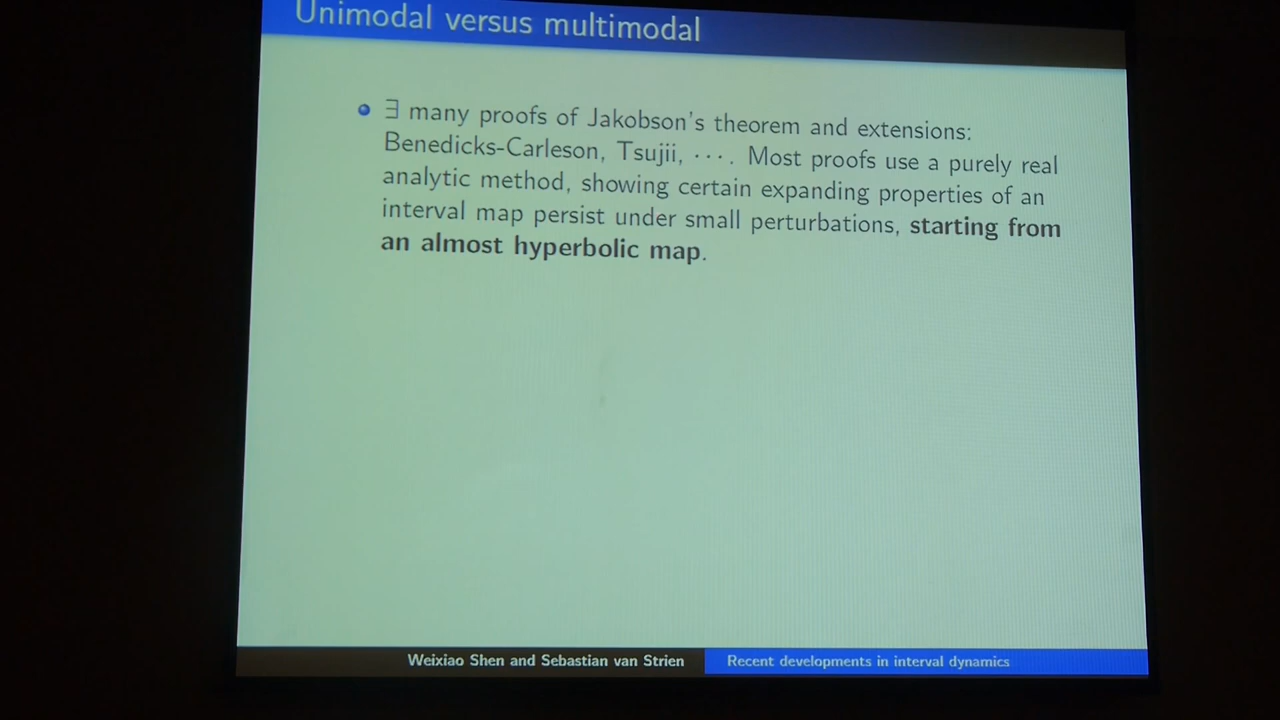 Unimodal versus multimodal
∃ many proofs of Jakobson's theorem and extensions:
Benedicks-Carleson, Tsujii, ⋯. Most proofs use a purely real
analytic method, showing certain expanding properties of an
interval map persist under small perturbations, starting from
an almost hyperbolic map.
Weixiao Shen and Sebastian van Strien
Recent developments in interval dynamics